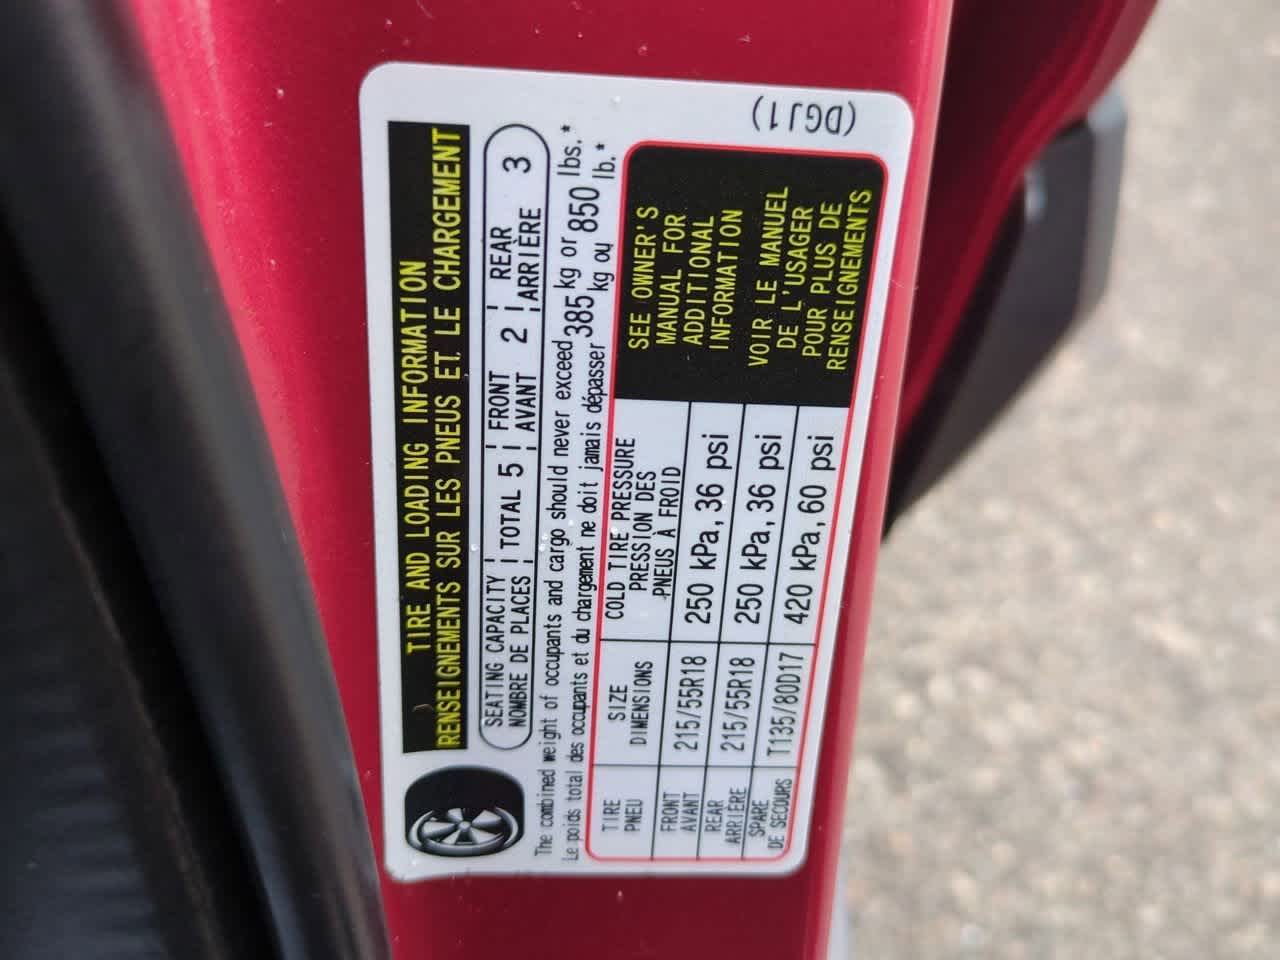 TIRE AND LOADING INFORMATION
RENSEIGNEMENTS SUR LES PNEUS ET LE CHARGEMENT
SEATING CAPACITY TOTAL 5 FRONT 2 REAR 3
NOMBRE DE PLACES AVANT ARRIÈRE
The combined weight of occupants and cargo should never exceed 385 kg or 850 lbs.*
Le poids total des occupants et du chargement ne doit jamais dépasser kg ou lb.*
TIRE SIZE COLD TIRE PRESSURE
PNEU DIMENSIONS PRESSION DES
PNEUS À FROID
FRONT 215/55R18 250 kPa, 36 psi
AVANT
REAR 215/55R18 250 kPa, 36 psi
ARRIÈRE
SPARE T135/80D17 420 kPa, 60 psi
DE SECOURS
SEE OWNER'S
MANUAL FOR
ADDITIONAL
INFORMATION
VOIR LE MANUEL
DE L'USAGER
POUR PLUS DE
RENSEIGNEMENTS
(DGJ1)